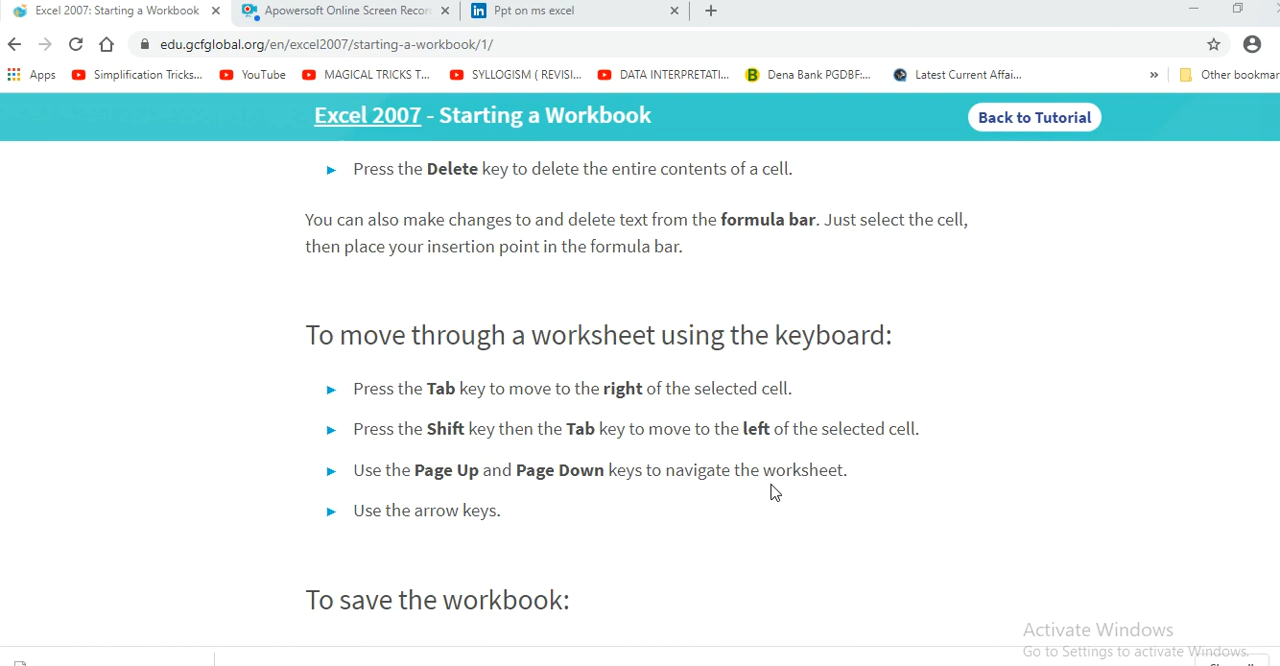 Excel 2007: Starting a Workbook
Apowersoft Online Screen Recor
Ppt on ms excel
edu.gcfglobal.org/en/excel2007/starting-a-workbook/1/
Apps Simplification Tricks... YouTube MAGICAL TRICKS T... SYLLOGISM ( REVISI... DATA INTERPRETATI... Dena Bank PGDBF:... Latest Current Affai... » Other bookmar
Excel 2007 - Starting a Workbook
Back to Tutorial
Press the Delete key to delete the entire contents of a cell.
You can also make changes to and delete text from the formula bar. Just select the cell,
then place your insertion point in the formula bar.
To move through a worksheet using the keyboard:
Press the Tab key to move to the right of the selected cell.
Press the Shift key then the Tab key to move to the left of the selected cell.
Use the Page Up and Page Down keys to navigate the worksheet.
Use the arrow keys.
To save the workbook:
Activate Windows
Go to Settings to activate Windows.